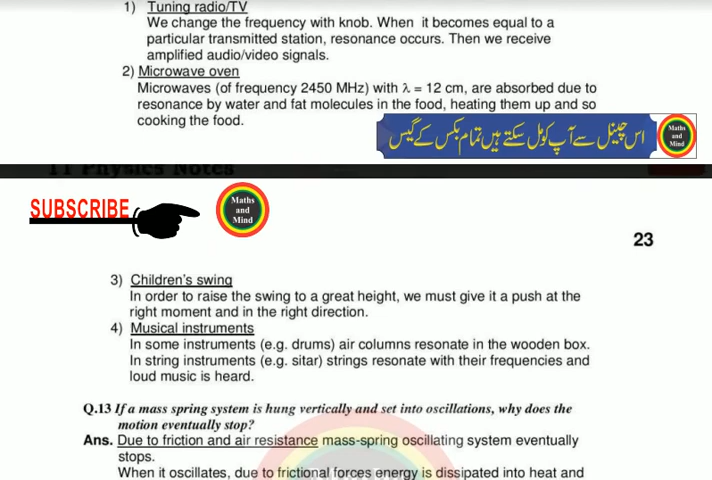 1) Tuning radio/TV
We change the frequency with knob. When it becomes equal to a
particular transmitted station, resonance occurs. Then we receive
amplified audio/video signals.
2) Microwave oven
Microwaves (of frequency 2450 MHz) with λ = 12 cm, are absorbed due to
resonance by water and fat molecules in the food, heating them up and so
cooking the food.
اس چینل سے آپ کو مل سکتے ہیں تمام بکس کے گیس
Maths
and
Mind
11 Physics Notes
SUBSCRIBE
Maths
and
Mind
23
3) Children's swing
In order to raise the swing to a great height, we must give it a push at the
right moment and in the right direction.
4) Musical instruments
In some instruments (e.g. drums) air columns resonate in the wooden box.
In string instruments (e.g. sitar) strings resonate with their frequencies and
loud music is heard.
Q.13 If a mass spring system is hung vertically and set into oscillations, why does the
motion eventually stop?
Ans. Due to friction and air resistance mass-spring oscillating system eventually
stops.
When it oscillates, due to frictional forces energy is dissipated into heat and